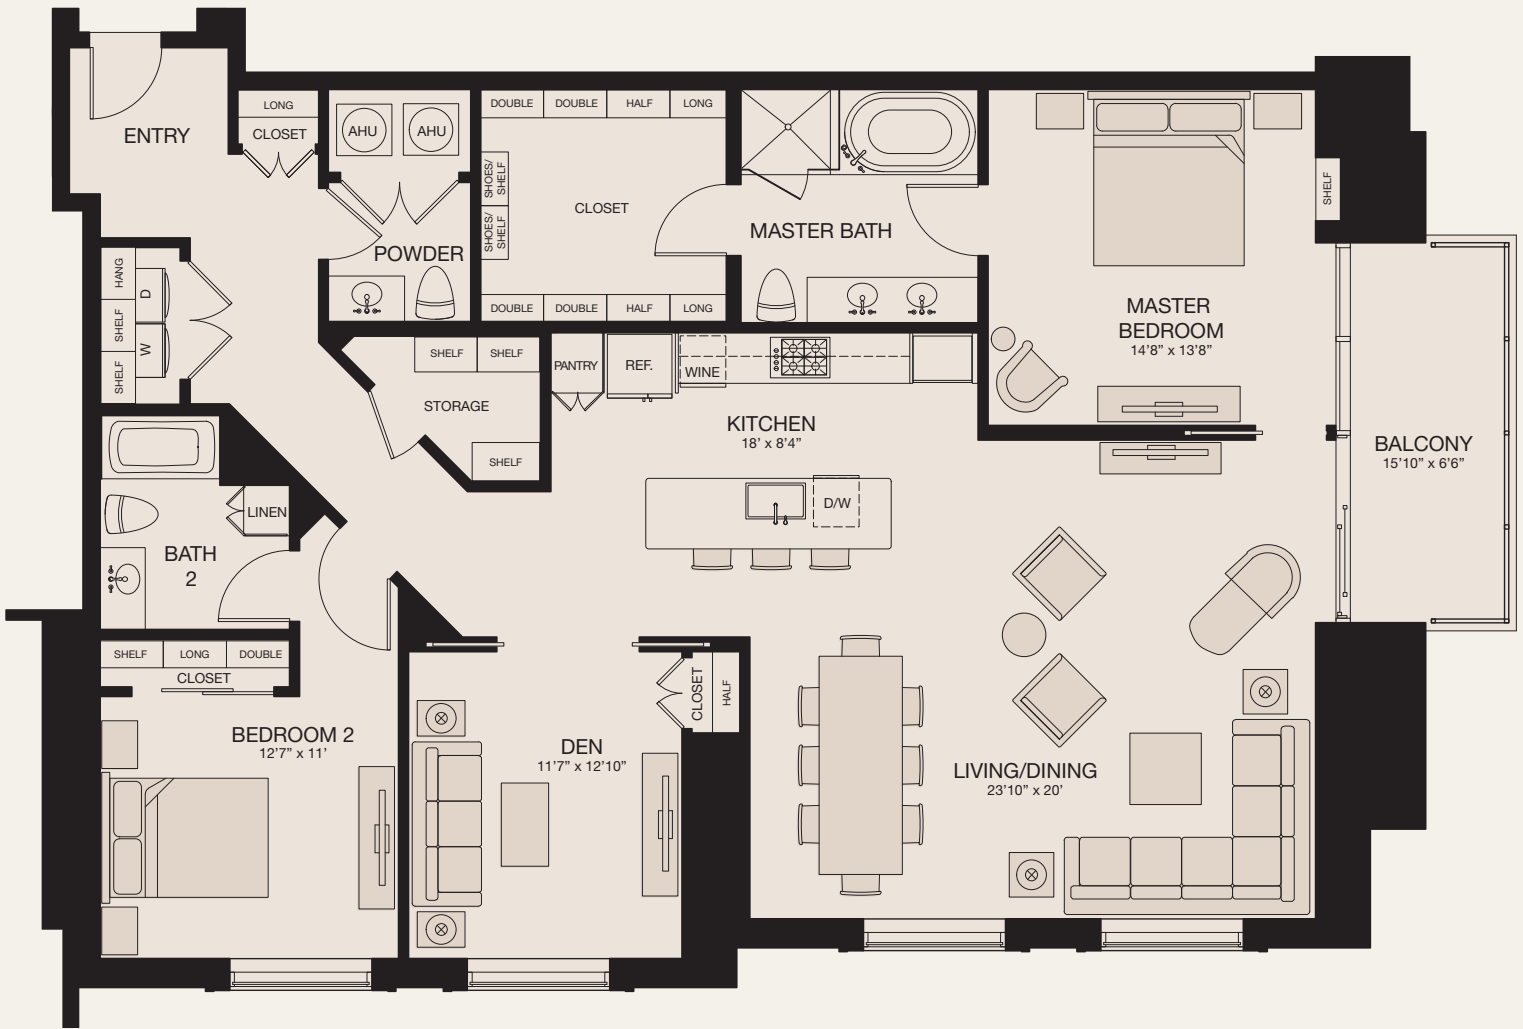 ENTRY
LONG
CLOSET
AHU
AHU
POWDER
DOUBLE
DOUBLE
HALF
LONG
SHOES/
SHELF
SHOES/
SHELF
CLOSET
DOUBLE
DOUBLE
HALF
LONG
MASTER BATH
MASTER
BEDROOM
14'8” x 13'8”
SHELF
HANG
SHELF
SHELF
D
W
SHELF
SHELF
STORAGE
SHELF
PANTRY
REF.
WINE
KITCHEN
18' x 8'4”
D/W
BALCONY
15'10” x 6'6”
LINEN
BATH
2
SHELF
LONG
DOUBLE
CLOSET
BEDROOM 2
12'7” x 11'
DEN
11'7” x 12'10”
CLOSET
HALF
LIVING/DINING
23'10” x 20'